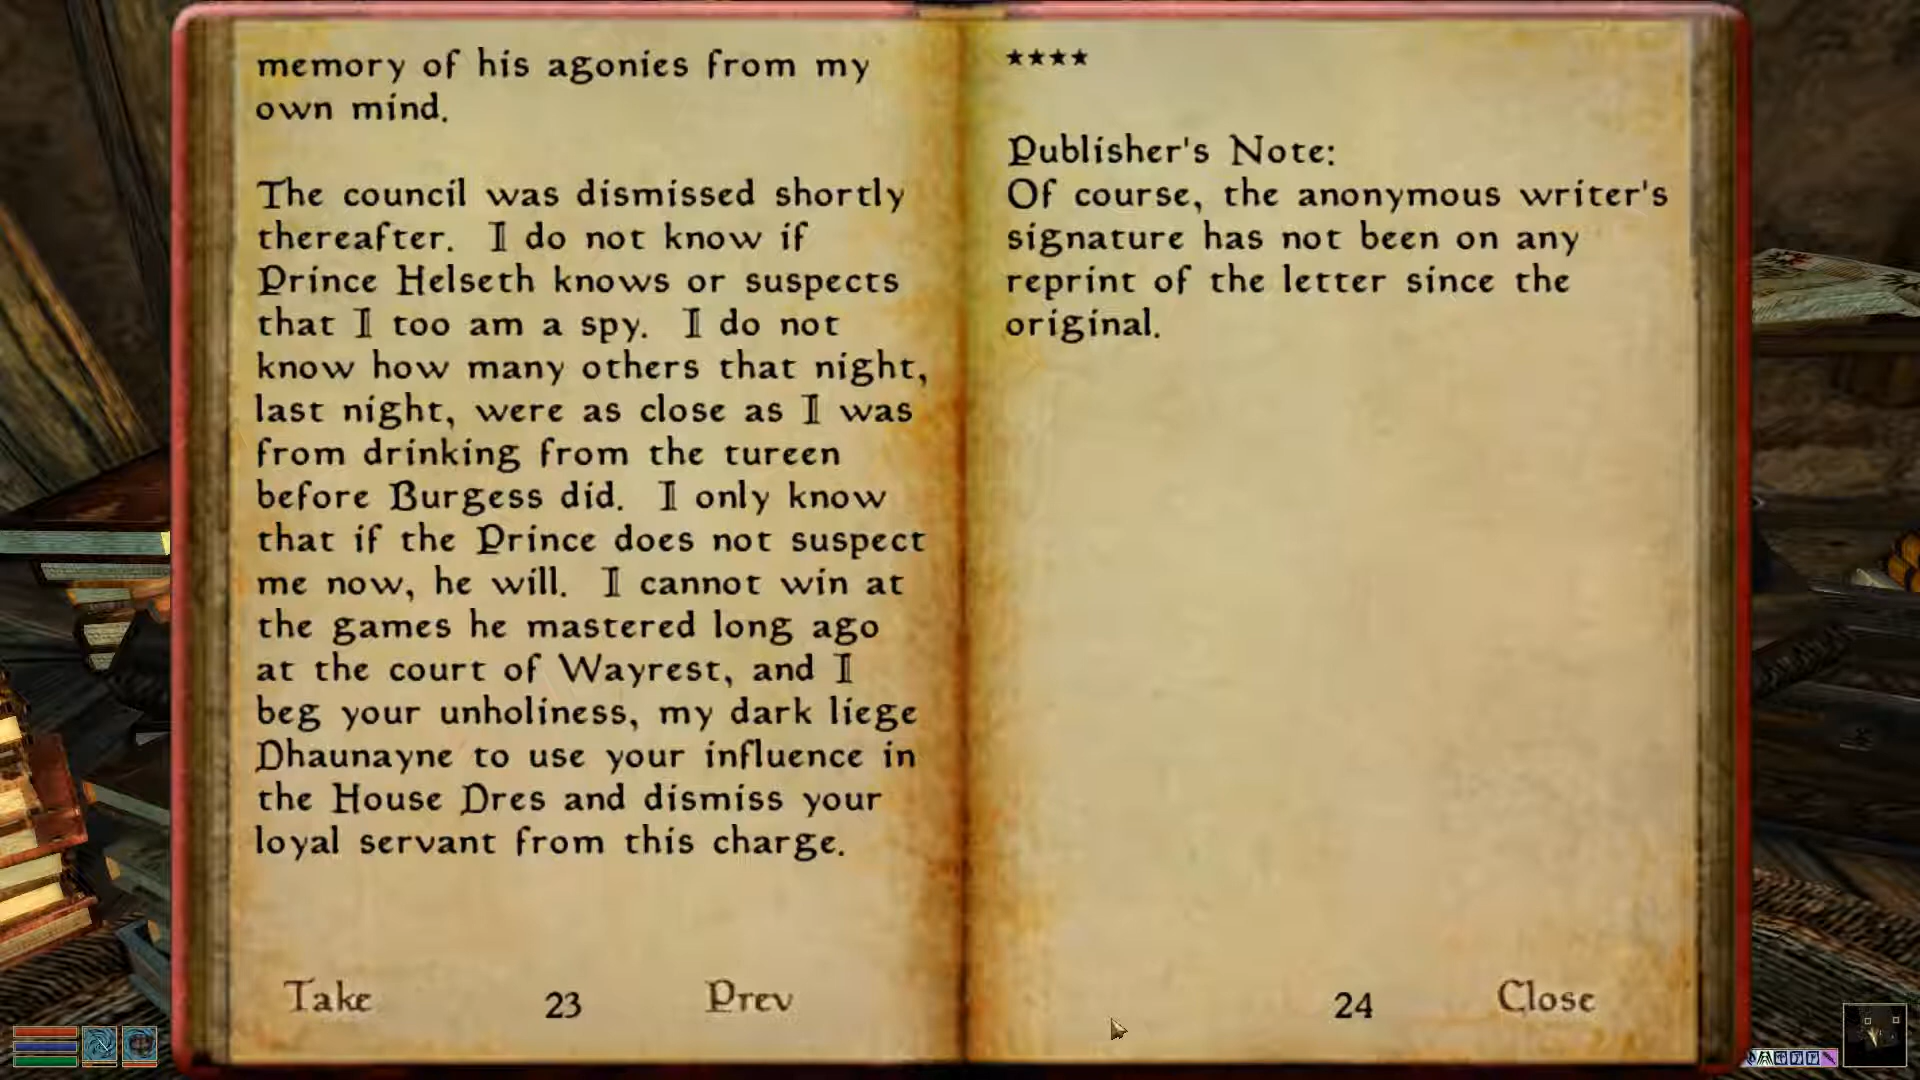 memory of his agonies from my
own mind.
The council was dismissed shortly
thereafter. I do not know if
Prince Helseth knows or suspects
that I too am a spy. I do not
know how many others that night,
last night, were as close as I was
from drinking from the tureen
before Burgess did. I only know
that if the Prince does not suspect
me now, he will. I cannot win at
the games he mastered long ago
at the court of Wayrest, and I
beg your unholiness, my dark liege
Dhaunayne to use your influence in
the House Dres and dismiss your
loyal servant from this charge.
Take 23 Prev
****
Publisher's Note:
Of course, the anonymous writer's
signature has not been on any
reprint of the letter since the
original.
24 Close